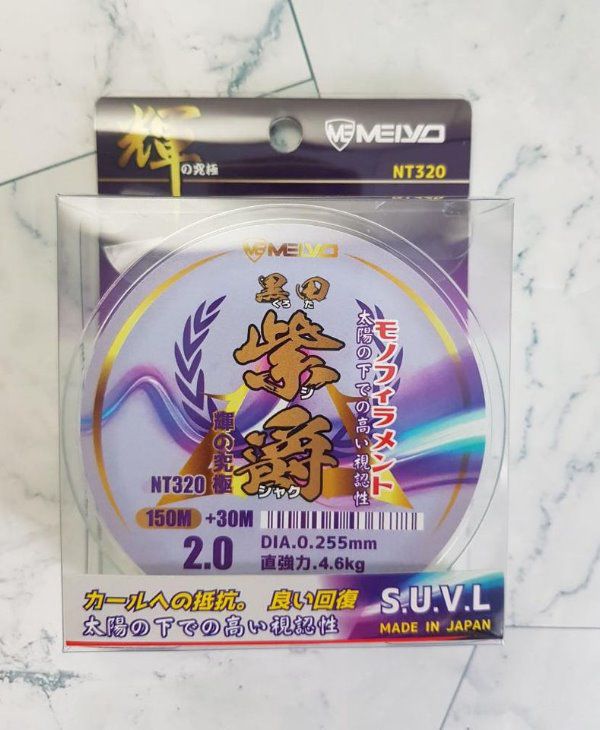 輝
の究極
ME MEIYO
NT320
ME MEIYO
黒田
くろ だ
紫
シ
爵
ジャク
モノフィラメント
太陽の下での高い視認性
輝の究極
NT320
150M +30M
2.0
DIA.0.255mm
直強力.4.6kg
カールへの抵抗。 良い回復
太陽の下での高い視認性
S.U.V.L
MADE IN JAPAN